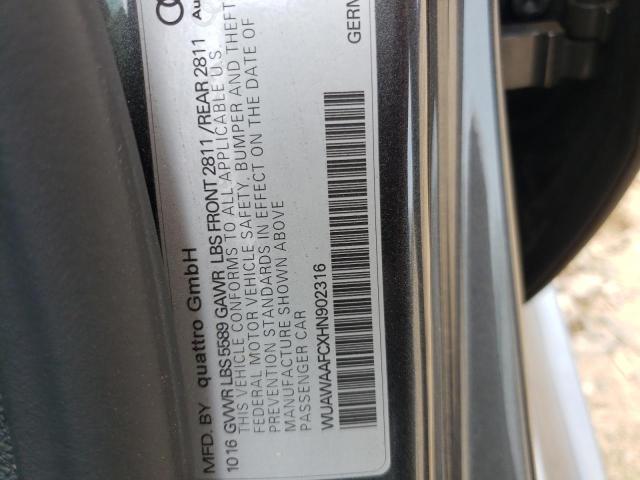 MFD. BY quattro GmbH
1016 GVWR LBS 5589 GAWR LBS FRONT 2811/REAR 2811
THIS VEHICLE CONFORMS TO ALL APPLICABLE U.S.
FEDERAL MOTOR VEHICLE SAFETY, BUMPER AND THEFT
PREVENTION STANDARDS IN EFFECT ON THE DATE OF
MANUFACTURE SHOWN ABOVE
PASSENGER CAR
WUAWAAFCXHN902316